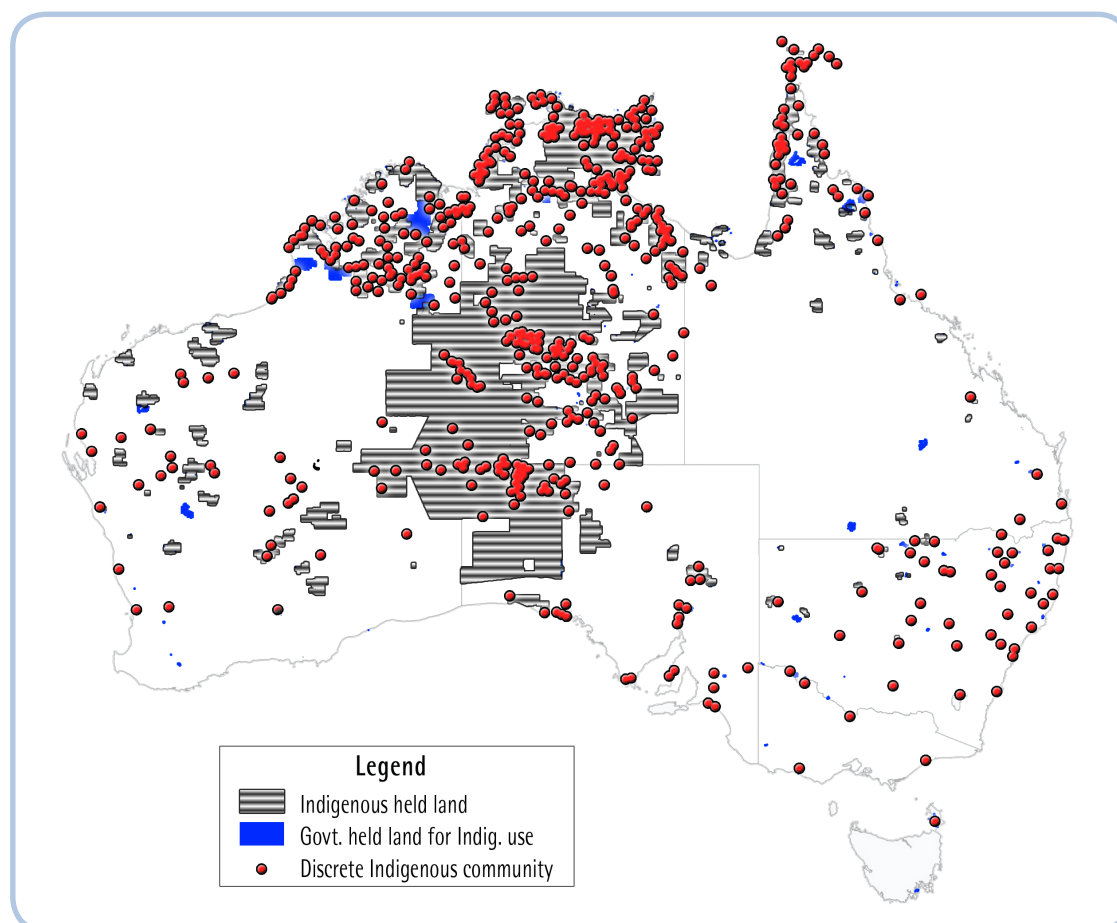 Legend
Indigenous held land
Govt. held land for Indig. use
Discrete Indigenous community